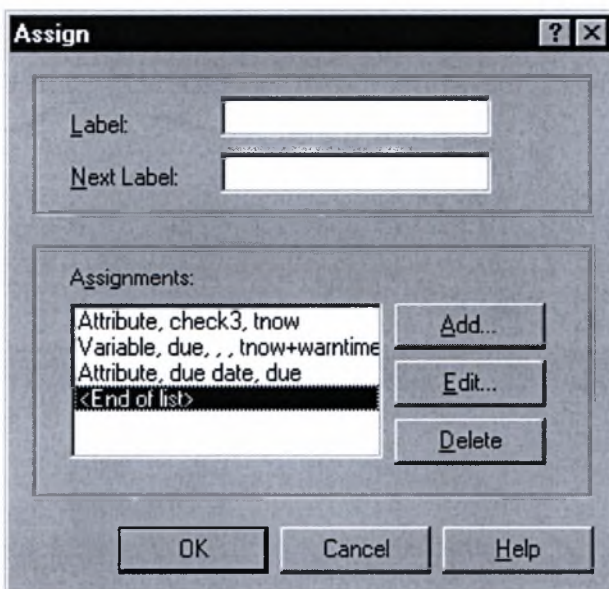 Assign
Label:
Next Label:
Assignments:
Attribute, check3, tnow
Variable, due, , , tnow+warntime
Attribute, due date, due
<End of list>
Add...
Edit...
Delete
OK
Cancel
Help